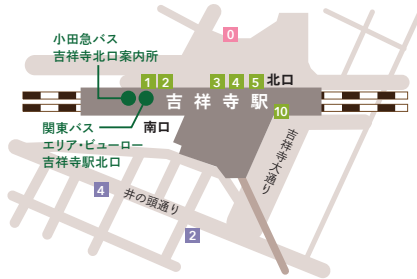 小田急バス
吉祥寺北口案内所
0
1 2 3 4 5 北口
吉祥寺駅
10
関東バス
エリア・ビューロー
吉祥寺駅北口
南口
吉祥寺大通り
4
井の頭通り
2